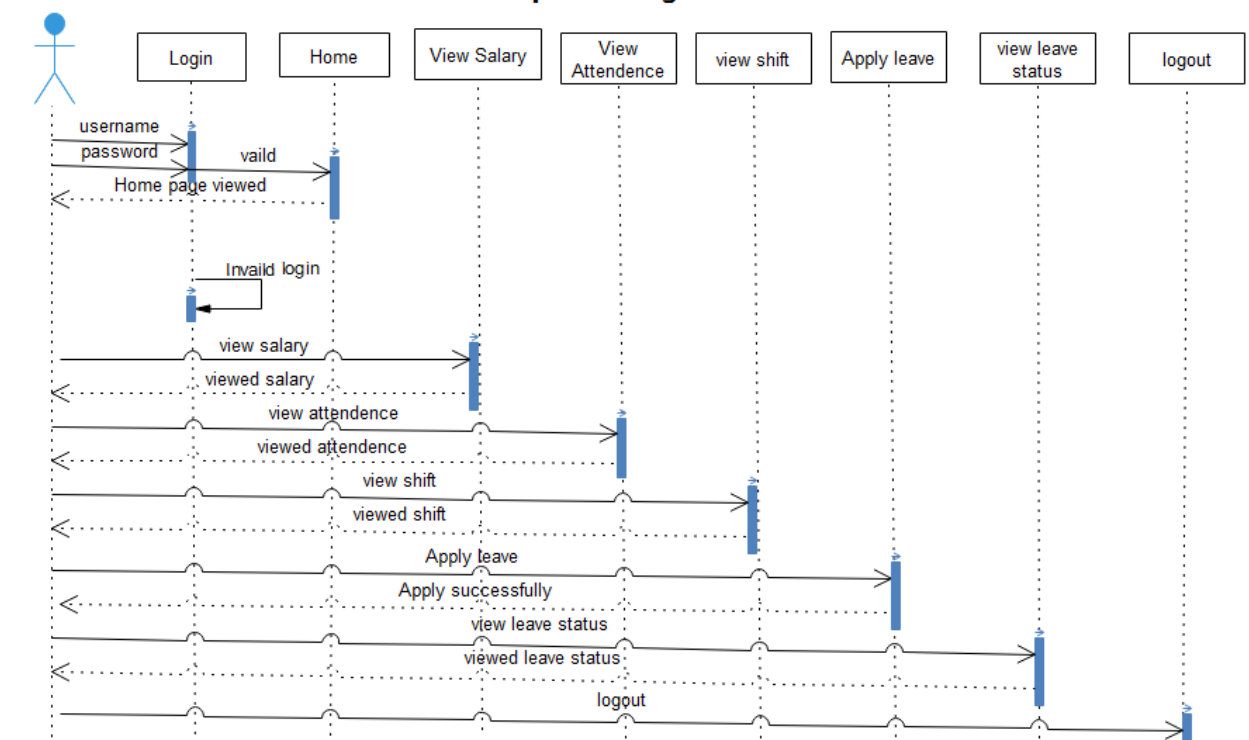 Login
Home
View Salary
View
Attendence
view shift
Apply leave
view leave
status
logout
username
password
vaild
Home page viewed
Invaild login
view salary
viewed salary
view attendence
viewed attendence
view shift
viewed shift
Apply leave
Apply successfully
view leave status
viewed leave status
logout